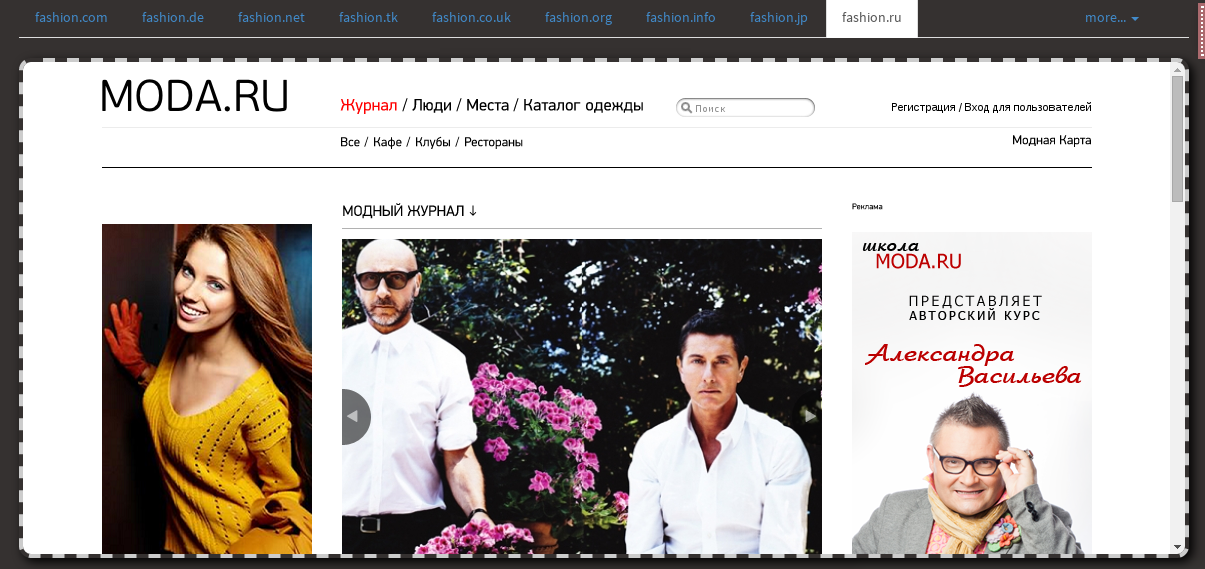 fashion.com fashion.de fashion.net fashion.tk fashion.co.uk fashion.org fashion.info fashion.jp fashion.ru more...
MODA.RU
Журнал / Люди / Места / Каталог одежды
Поиск
Регистрация / Вход для пользователей
Все / Кафе / Клубы / Рестораны
Модная Карта
МОДНЫЙ ЖУРНАЛ ↓
Реклама
школа
MODA.RU
ПРЕДСТАВЛЯЕТ
АВТОРСКИЙ КУРС
Александра
Васильева